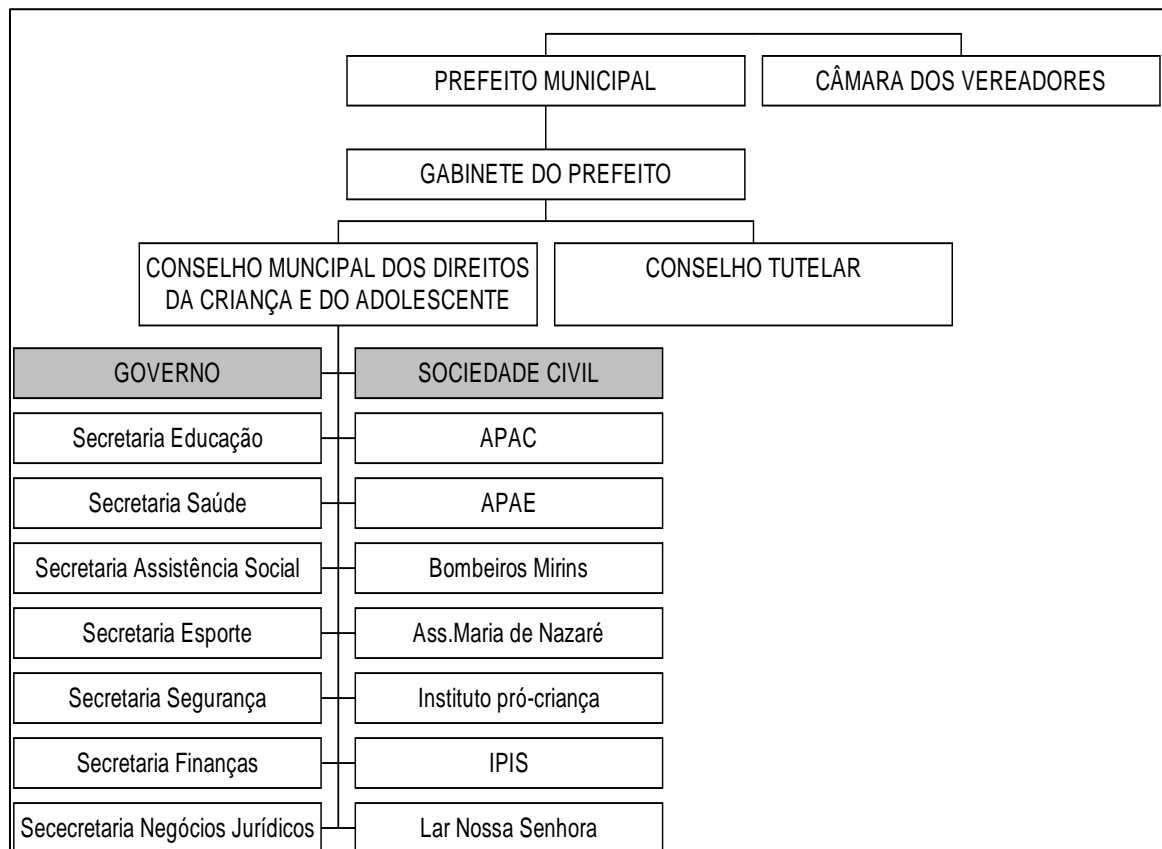 PREFEITO MUNICIPAL
CÂMARA DOS VEREADORES
GABINETE DO PREFEITO
CONSELHO MUNCIPAL DOS DIREITOS
DA CRIANÇA E DO ADOLESCENTE
CONSELHO TUTELAR
GOVERNO
SOCIEDADE CIVIL
Secretaria Educação
APAC
Secretaria Saúde
APAE
Secretaria Assistência Social
Bombeiros Mirins
Secretaria Esporte
Ass.Maria de Nazaré
Secretaria Segurança
Instituto pró-criança
Secretaria Finanças
IPIS
Sececretaria Negócios Jurídicos
Lar Nossa Senhora